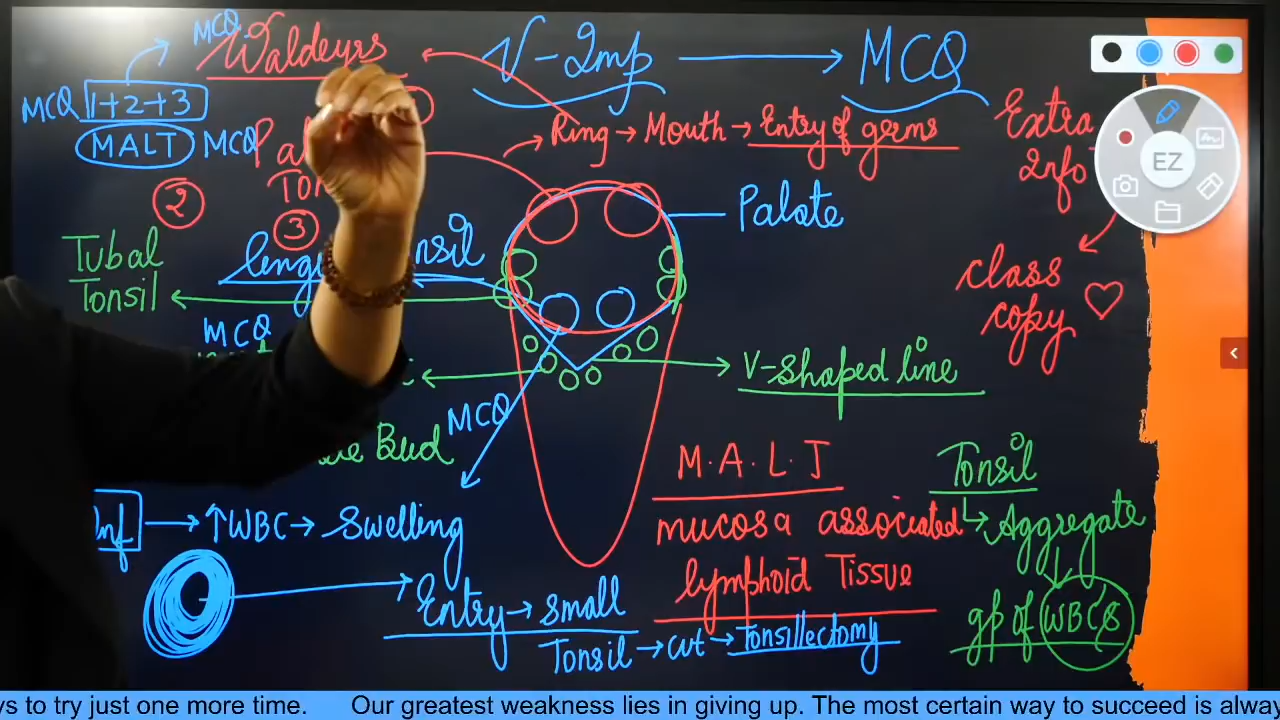 MCQ
Waldeyrs
V-Imp → MCQ
MCQ 1+2+3
MALT MCQ
Ring → Mouth → Entry of germs
Extra
Info
EZ
2
3
Palate
Tubal
Tonsil
class
copy
MCQ
V-shaped line
MCQ
Bud
M.A.L.T
Tonsil
mucosa associated
Aggregate
lymphoid Tissue
gp of WBCs
Inf → ↑WBC → Swelling
Entry → small
Tonsil → cut → Tonsillectomy
ys to try just one more time. Our greatest weakness lies in giving up. The most certain way to succeed is alway